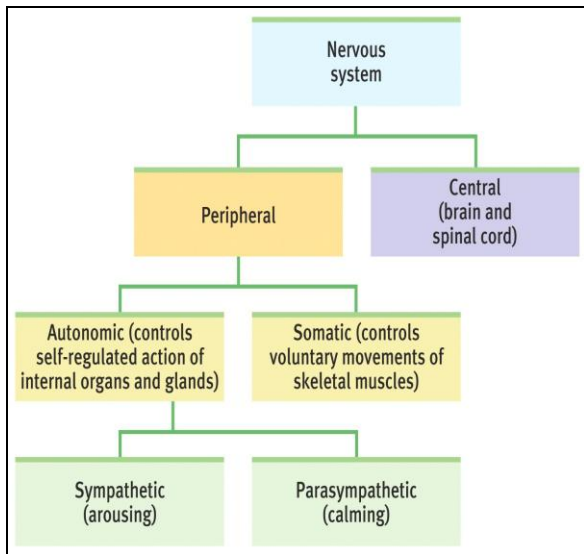 Nervous
system
Peripheral
Central
(brain and
spinal cord)
Autonomic (controls
self-regulated action of
internal organs and glands)
Somatic (controls
voluntary movements of
skeletal muscles)
Sympathetic
(arousing)
Parasympathetic
(calming)